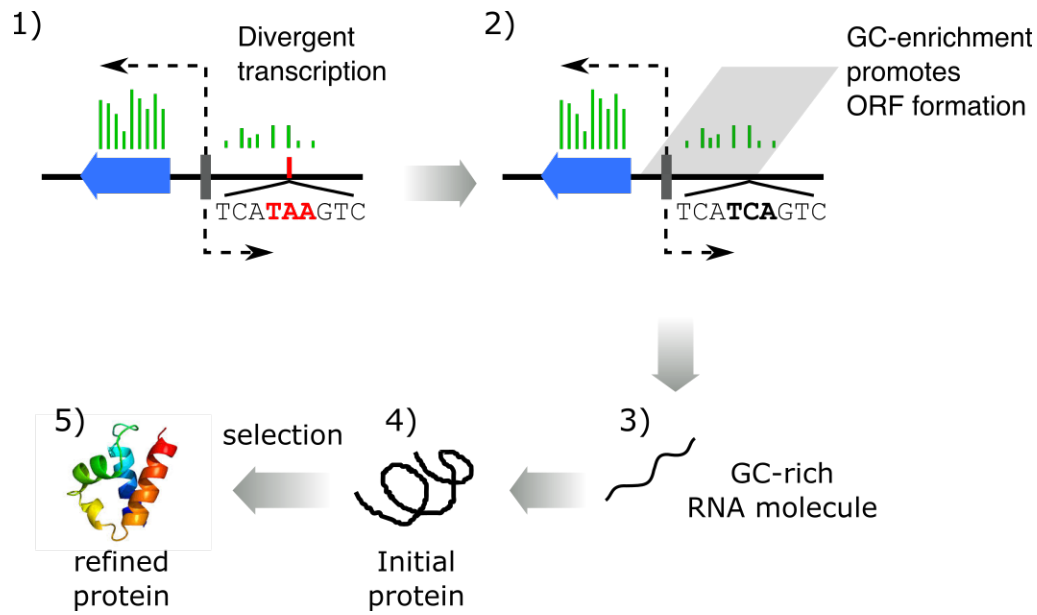 1)
Divergent
transcription
TCATAAGTC
2)
GC-enrichment
promotes
ORF formation
TCATCAGTC
3)
GC-rich
RNA molecule
4)
Initial
protein
selection
5)
refined
protein